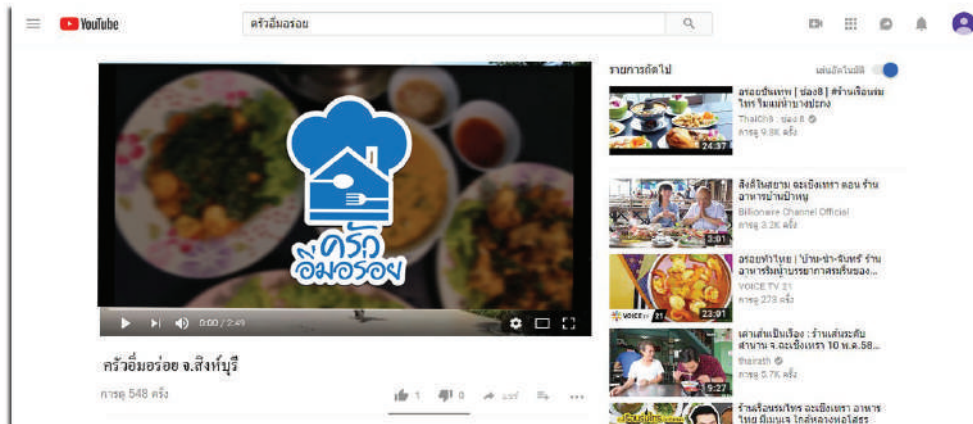 YouTube
ครัวอิ่มอร่อย
ครัว
อิ่มอร่อย
0:00 / 2:49
ครัวอิ่มอร่อย จ.สิงห์บุรี
การดู 548 ครั้ง
1
0
แชร์
รายการถัดไป
เล่นอัตโนมัติ
อร่อยขั้นเทพ [ ช่อง8 ] #ร้านเรือนร่ม
ไทร ริมแม่น้ำบางปะกง
ThaiCh8 : ช่อง 8
การดู 9.8K ครั้ง
24:37
สิ่งดีในสยาม ฉะเชิงเทรา ตอน ร้าน
อาหารบ้านป้าหนู
Billionaire Channel Official
การดู 3.2K ครั้ง
3:01
อร่อยทั่วไทย | 'บ้าน-ป่า-จันทร์' ร้าน
อาหารริมน้ำบรรยากาศร่มรื่นของ...
VOICE TV 21
การดู 273 ครั้ง
VOICE TV 21
23:01
เล่าเส้นเป็นเรื่อง : ร้านเส้นระดับ
ตำนาน จ.ฉะเชิงเทรา 10 พ.ค.58...
thairath
การดู 5.7K ครั้ง
9:27
ร้านเรือนร่มไทร ฉะเชิงเทรา อาหาร
ไทย มีเมนูเจ ใกล้หลวงพ่อโสธร